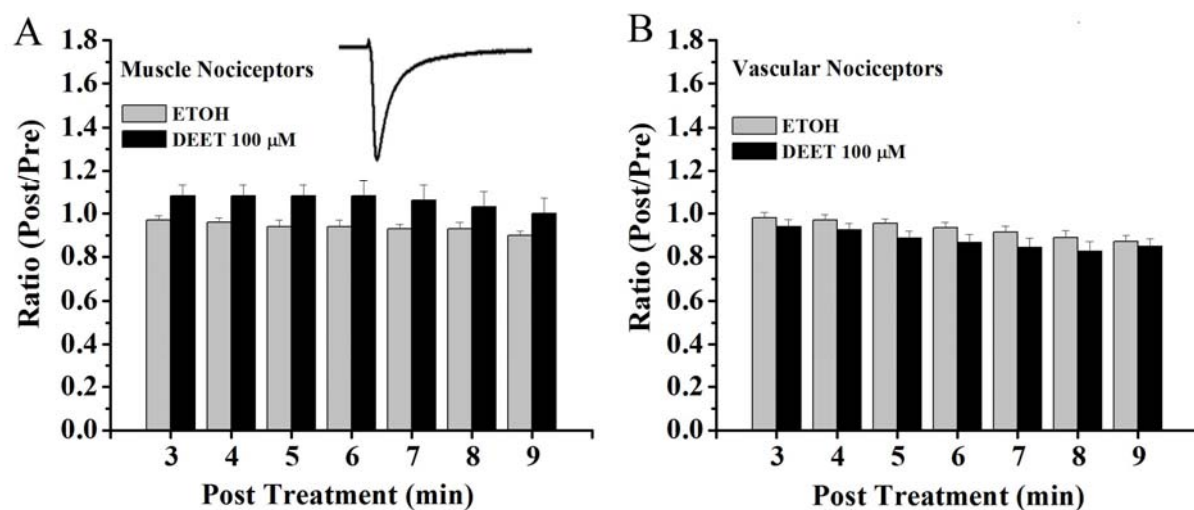 A
Ratio (Post/Pre)
1.8
1.6
1.4
1.2
1.0
0.8
0.6
0.4
0.2
0.0
Muscle Nociceptors
ETOH
DEET 100 μM
3 4 5 6 7 8 9
Post Treatment (min)
B
Ratio (Post/Pre)
1.8
1.6
1.4
1.2
1.0
0.8
0.6
0.4
0.2
0.0
Vascular Nociceptors
ETOH
DEET 100 μM
3 4 5 6 7 8 9
Post Treatment (min)